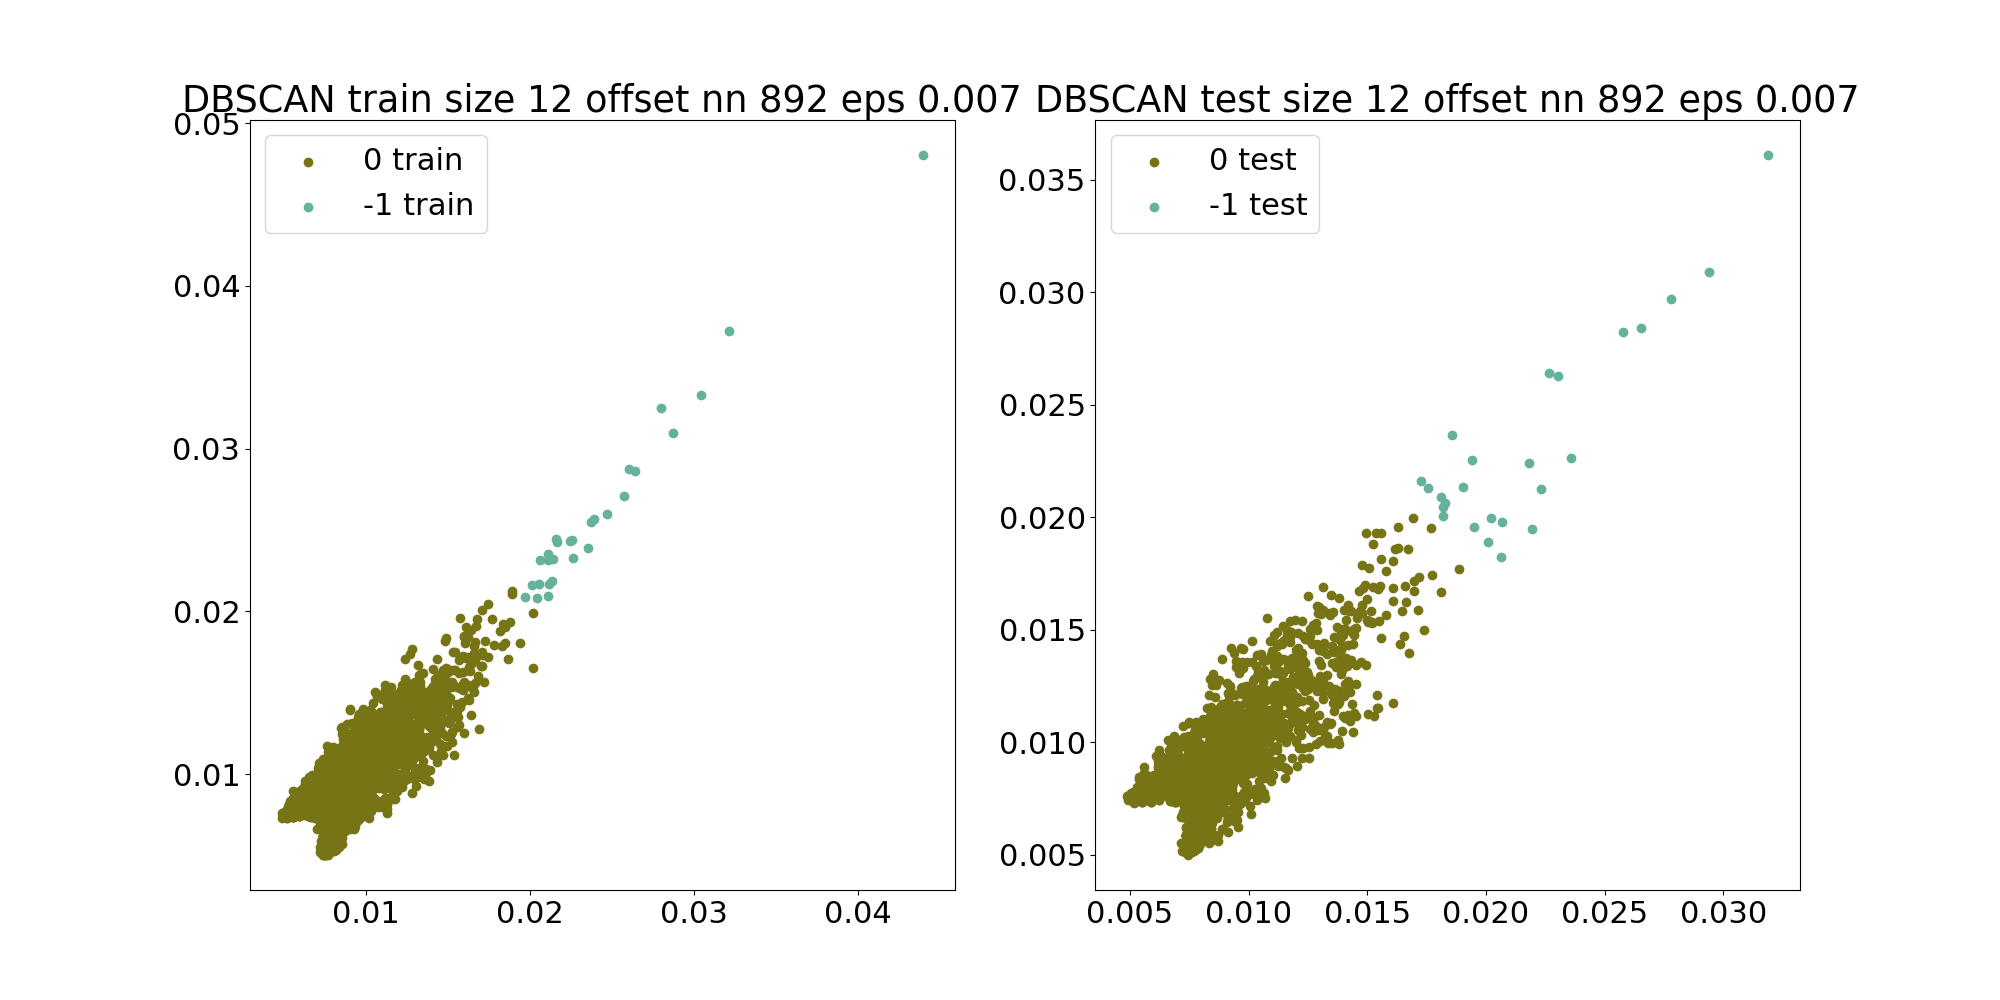 DBSCAN train size 12 offset nn 892 eps 0.007
0 train
-1 train
0.05
0.04
0.03
0.02
0.01
0.01 0.02 0.03 0.04
DBSCAN test size 12 offset nn 892 eps 0.007
0 test
-1 test
0.035
0.030
0.025
0.020
0.015
0.010
0.005
0.005 0.010 0.015 0.020 0.025 0.030